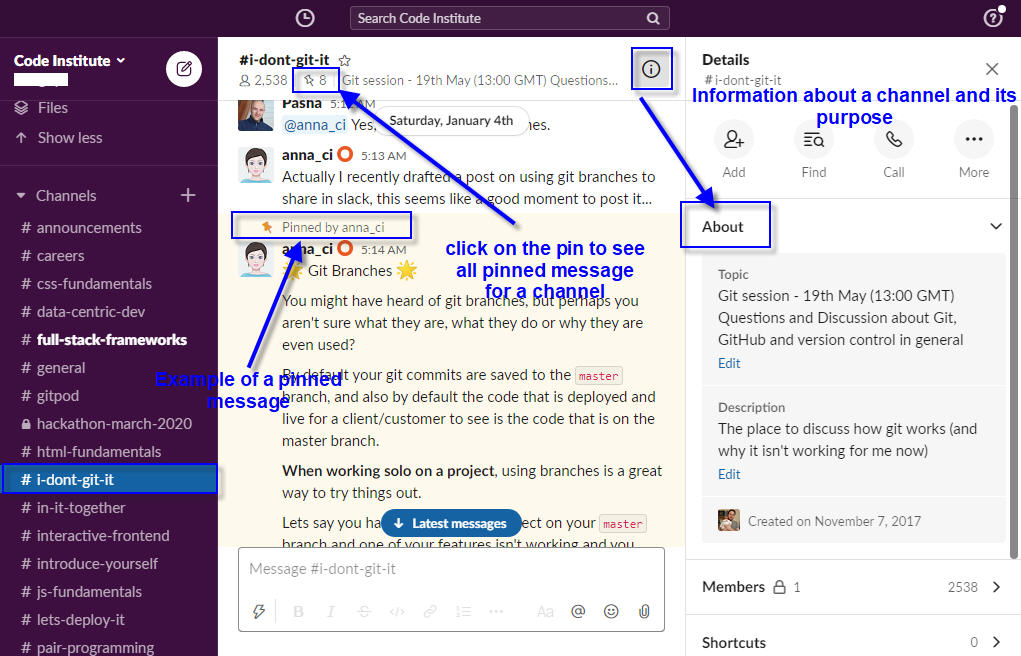 Search Code Institute
Code Institute
Files
Show less
Channels
# announcements
# careers
# css-fundamentals
# data-centric-dev
# full-stack-frameworks
# general
# gitpod
hackathon-march-2020
# html-fundamentals
# i-dont-git-it
# in-it-together
# interactive-frontend
# introduce-yourself
# js-fundamentals
# lets-deploy-it
# pair-programming
#i-dont-git-it
2,538
8
Git session - 19th May (13:00 GMT) Questions...
Pasha
@anna_ci Yes,
Saturday, January 4th
anna_ci 5:13 AM
Actually I recently drafted a post on using git branches to
share in slack, this seems like a good moment to post it...
Pinned by anna_ci
anna_ci 5:14 AM
Git Branches
click on the pin to see
all pinned message
for a channel
You might have heard of git branches, but perhaps you
aren't sure what they are, what they do or why they are
even used?
Example of a pinned
message
By default your git commits are saved to the master
branch, and also by default the code that is deployed and
live for a client/customer to see is the code that is on the
master branch.
When working solo on a project, using branches is a great
way to try things out.
Lets say you
Latest messages
on your master
branch and one of your features isn't working and you
Message #i-dont-git-it
B I S </> Aa @
Details
#i-dont-git-it
Information about a channel and its
purpose
Add Find Call More
About
Topic
Git session - 19th May (13:00 GMT)
Questions and Discussion about Git,
GitHub and version control in general
Edit
Description
The place to discuss how git works (and
why it isn't working for me now)
Edit
Created on November 7, 2017
Members 1 2538
Shortcuts 0